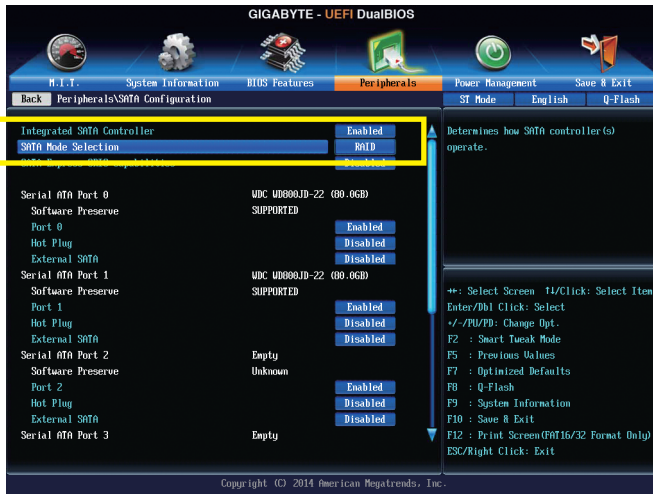 GIGABYTE - UEFI DualBIOS
M.I.T. System Information BIOS Features Peripherals Power Management Save & Exit
Back Peripherals\SATA Configuration ST Mode English Q-Flash
Integrated SATA Controller Enabled
SATA Mode Selection RAID
Disabled
Serial ATA Port 0 WDC WD800JD-22 (80.0GB)
Software Preserve SUPPORTED
Port 0 Enabled
Hot Plug Disabled
External SATA Disabled
Serial ATA Port 1 WDC WD800JD-22 (80.0GB)
Software Preserve SUPPORTED
Port 1 Enabled
Hot Plug Disabled
External SATA Disabled
Serial ATA Port 2 Empty
Software Preserve Unknown
Port 2 Enabled
Hot Plug Disabled
External SATA Disabled
Serial ATA Port 3 Empty
Determines how SATA controller(s)
operate.
↔: Select Screen ↑↓/Click: Select Item
Enter/Dbl Click: Select
+/-/PU/PD: Change Opt.
F2 : Smart Tweak Mode
F5 : Previous Values
F7 : Optimized Defaults
F8 : Q-Flash
F9 : System Information
F10 : Save & Exit
F12 : Print Screen(FAT16/32 Format Only)
ESC/Right Click: Exit
Copyright (C) 2014 American Megatrends, Inc.